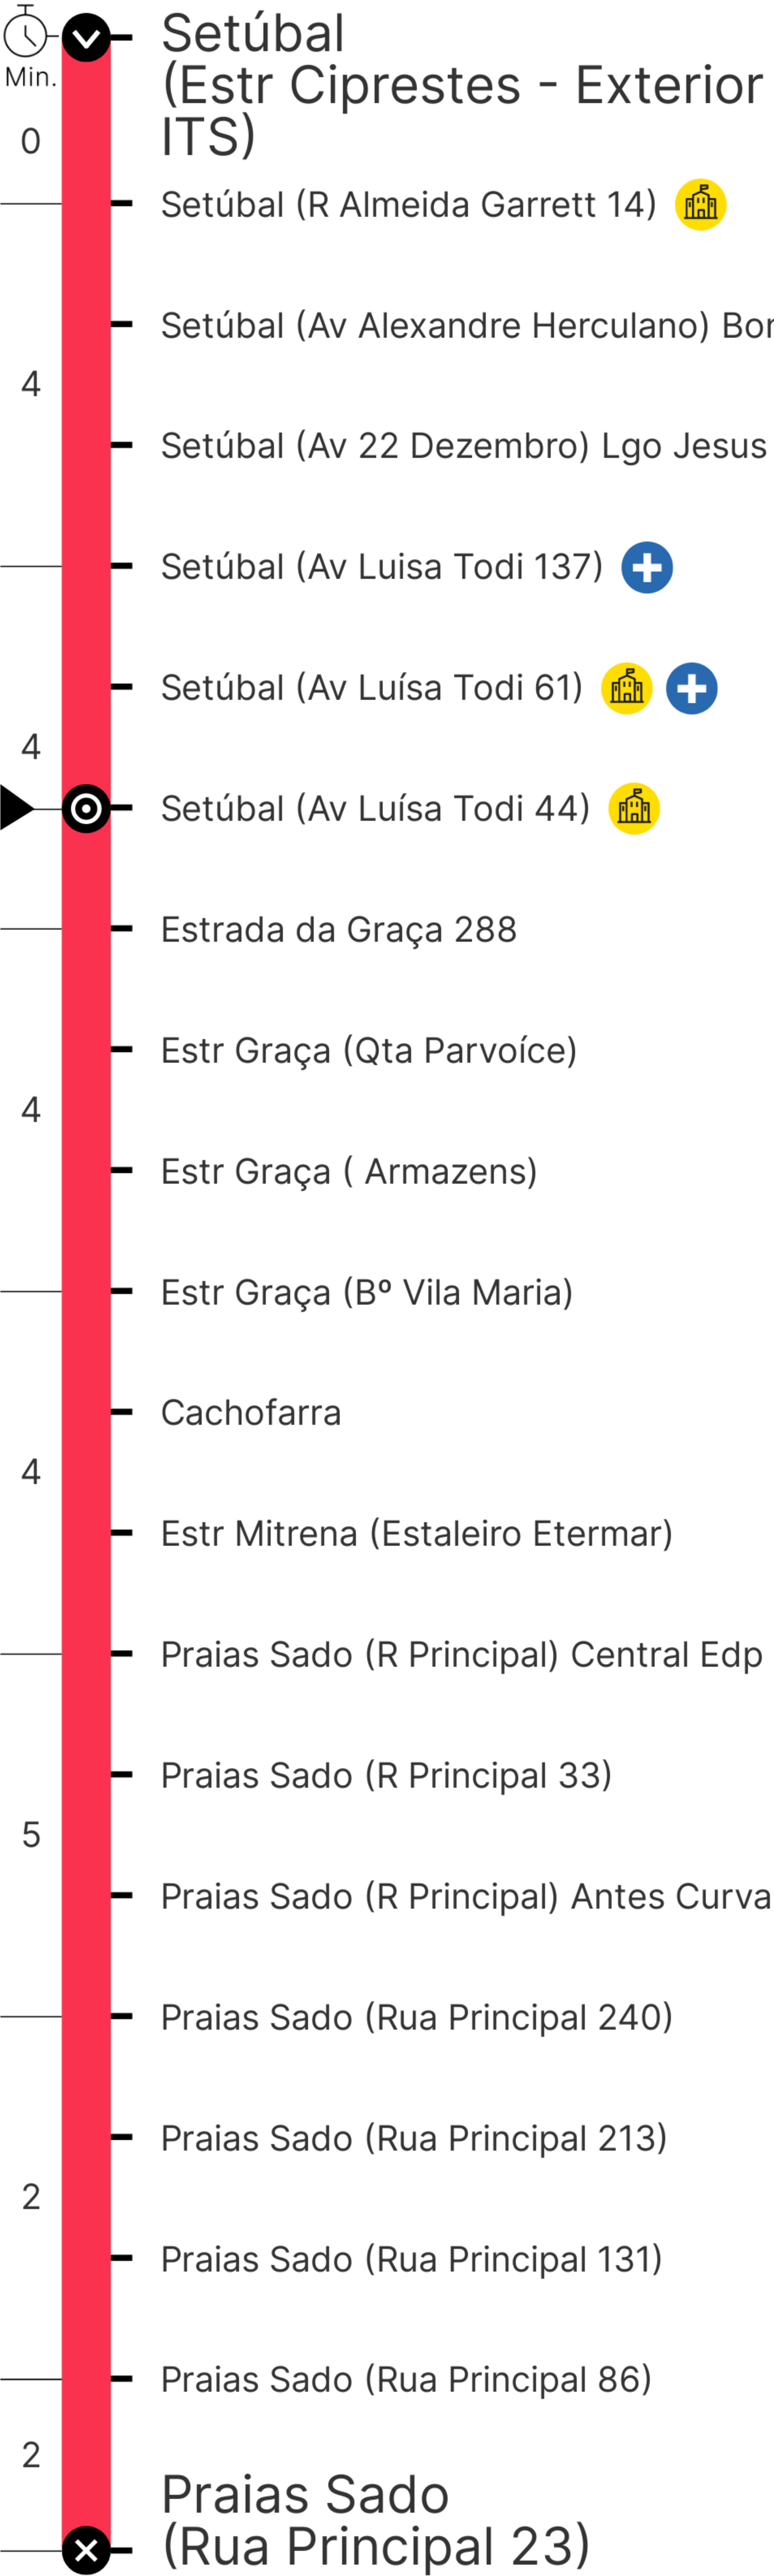 Setúbal
(Estr Ciprestes - Exterior
ITS)
Min.
0
Setúbal (R Almeida Garrett 14)
Setúbal (Av Alexandre Herculano)
4
Setúbal (Av 22 Dezembro) Lgo Jesus
Setúbal (Av Luisa Todi 137)
Setúbal (Av Luísa Todi 61)
4
Setúbal (Av Luísa Todi 44)
Estrada da Graça 288
Estr Graça (Qta Parvoíce)
4
Estr Graça ( Armazens)
Estr Graça (Bº Vila Maria)
Cachofarra
4
Estr Mitrena (Estaleiro Etermar)
Praias Sado (R Principal) Central Edp
Praias Sado (R Principal 33)
5
Praias Sado (R Principal) Antes Curva
Praias Sado (Rua Principal 240)
Praias Sado (Rua Principal 213)
2
Praias Sado (Rua Principal 131)
Praias Sado (Rua Principal 86)
2
Praias Sado
(Rua Principal 23)